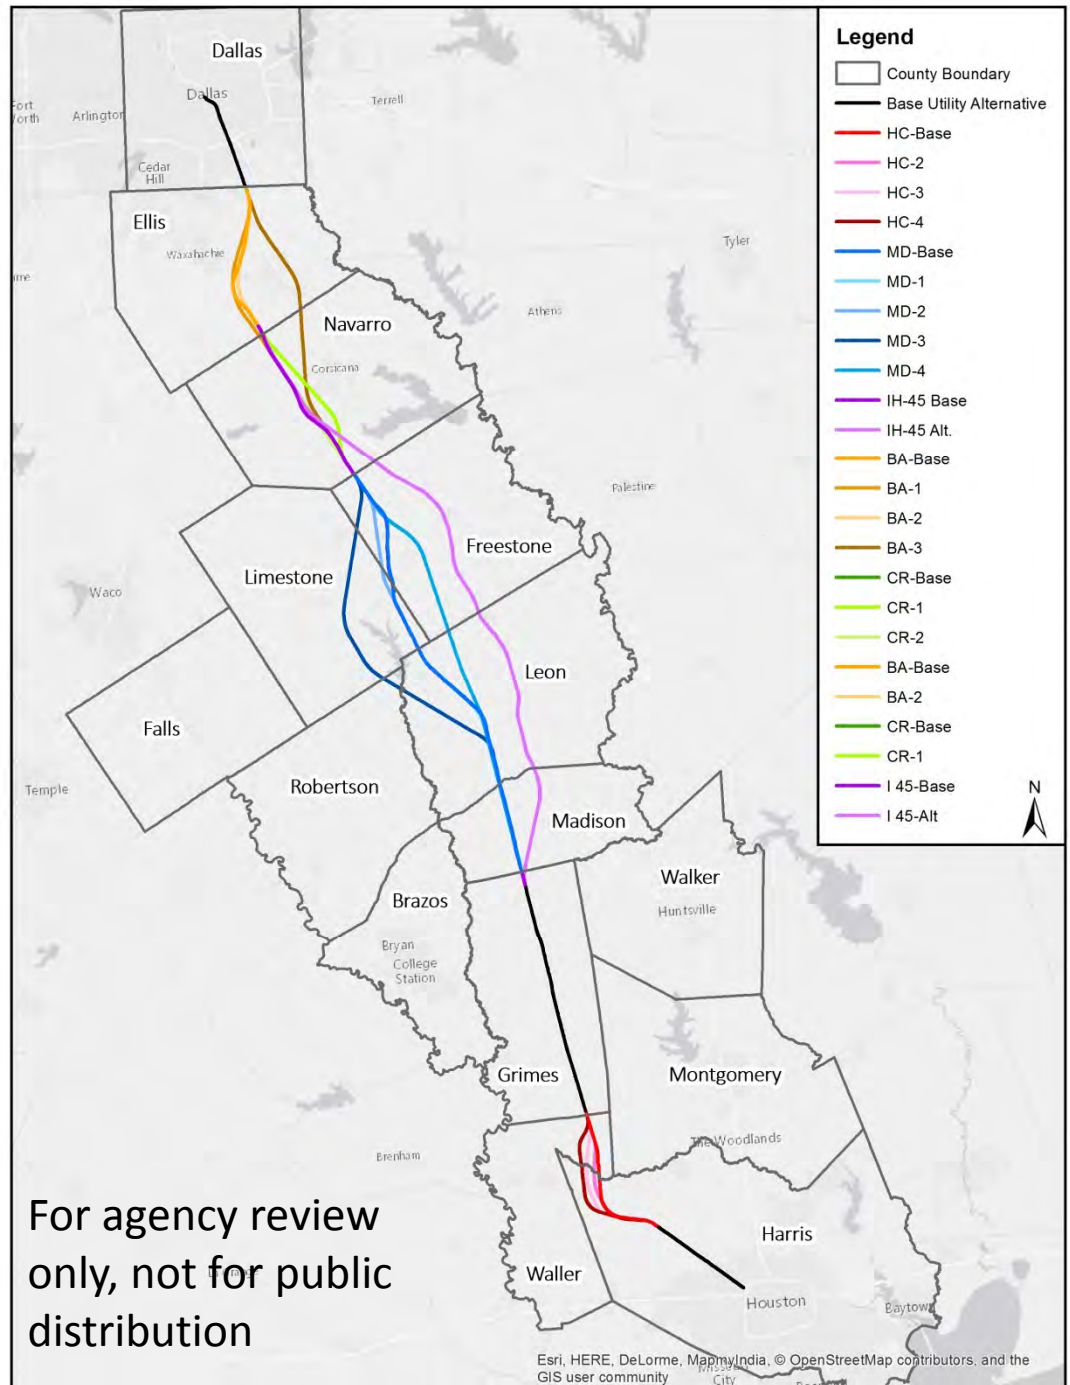 Legend
County Boundary
Base Utility Alternative
HC-Base
HC-2
HC-3
HC-4
MD-Base
MD-1
MD-2
MD-3
MD-4
IH-45 Base
IH-45 Alt.
BA-Base
BA-1
BA-2
BA-3
CR-Base
CR-1
CR-2
BA-Base
BA-2
CR-Base
CR-1
I 45-Base
I 45-Alt
N
Dallas
Dallas
Fort
Worth
Arlington
Terrell
Cedar
Hill
Ellis
Waxahachie
Tyler
Navarro
Athens
Corsicana
Palestine
Freestone
Limestone
Waco
Leon
Falls
Temple
Robertson
Madison
Walker
Huntsville
Brazos
Bryan
College
Station
Grimes
Montgomery
The Woodlands
Brenham
Harris
Waller
Houston
Baytown
For agency review
only, not for public
distribution
Esri, HERE, DeLorme, MapmyIndia, © OpenStreetMap contributors, and the
GIS user community
City